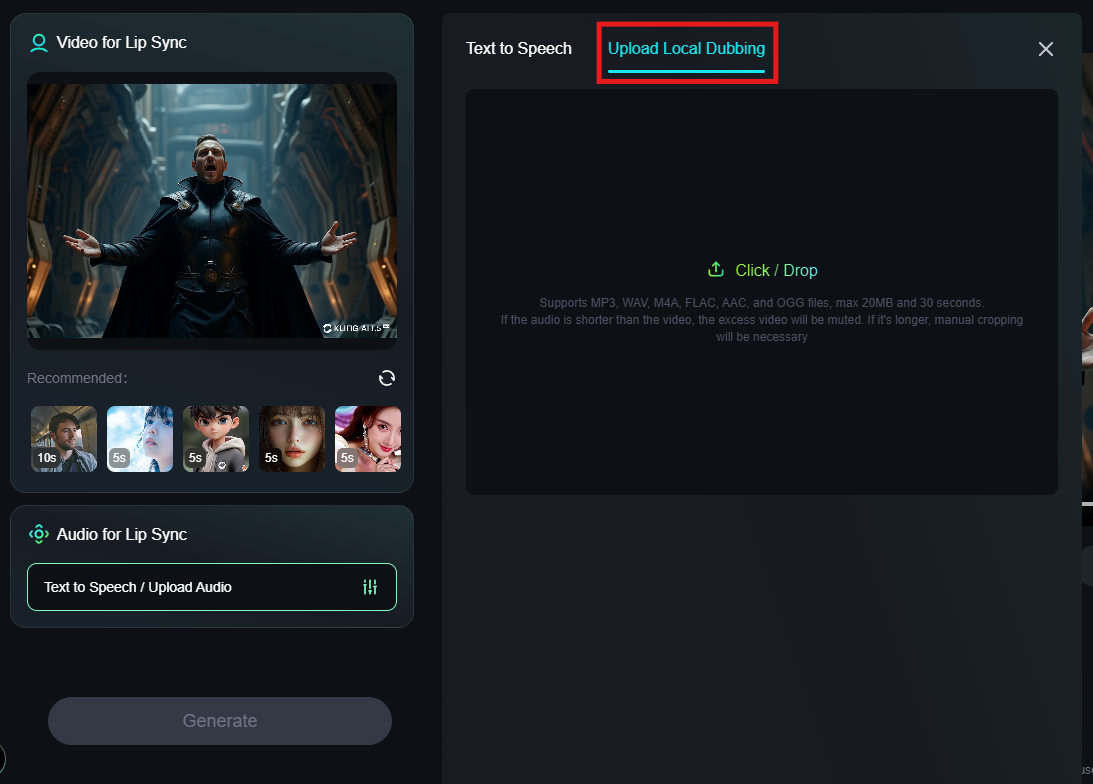 Video for Lip Sync
KLING AI 1.5
Recommended:
10s
5s
5s
5s
5s
Audio for Lip Sync
Text to Speech / Upload Audio
Generate
Text to Speech
Upload Local Dubbing
Click / Drop
Supports MP3, WAV, M4A, FLAC, AAC, and OGG files, max 20MB and 30 seconds.
If the audio is shorter than the video, the excess video will be muted. If it's longer, manual cropping
will be necessary